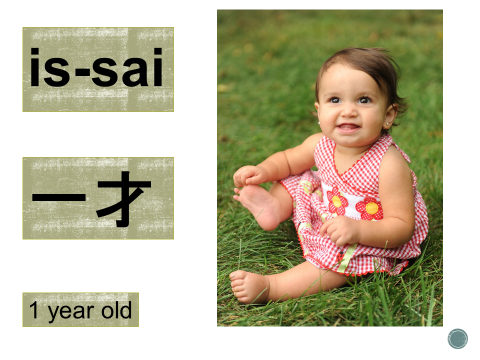 is-sai
一才
1 year old